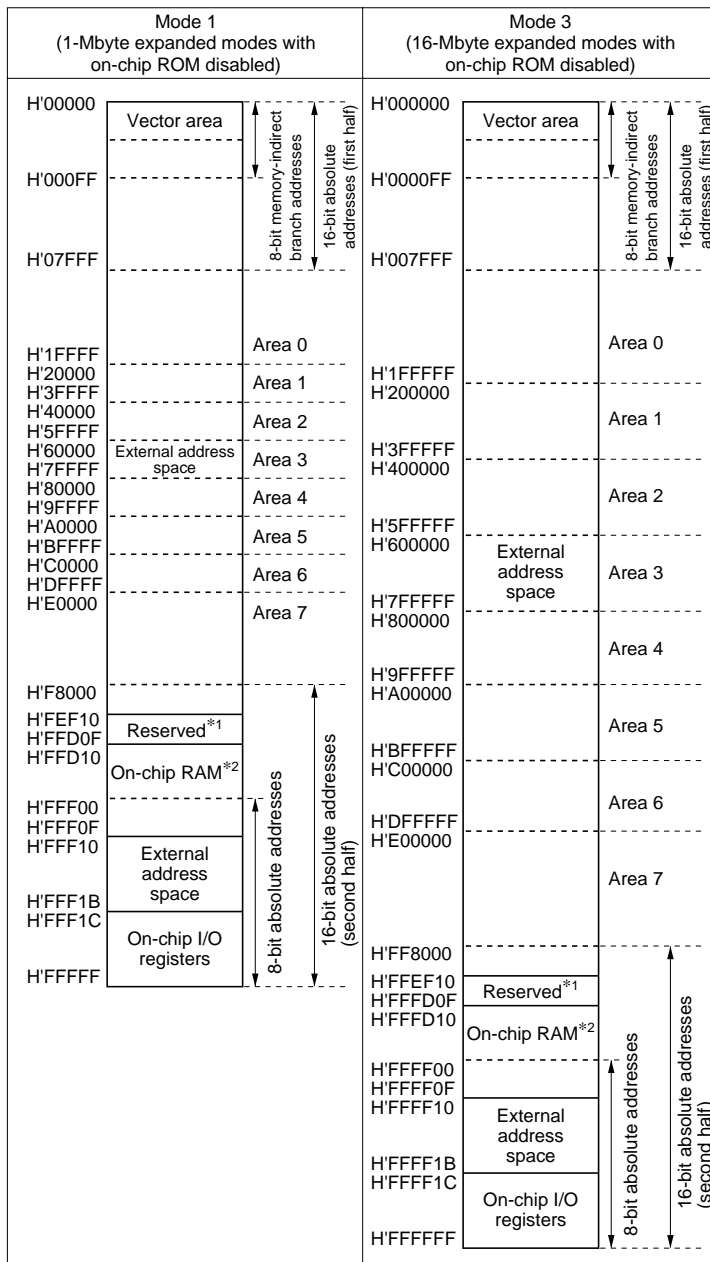 Mode 1
(1-Mbyte expanded modes with
on-chip ROM disabled)
H'00000
Vector area
H'000FF
H'07FFF
8-bit memory-indirect
branch addresses
16-bit absolute
addresses (first half)
H'1FFFF
Area 0
H'20000
H'3FFFF
Area 1
H'40000
H'5FFFF
Area 2
H'60000
H'7FFFF
External address
space
Area 3
H'80000
H'9FFFF
Area 4
H'A0000
H'BFFFF
Area 5
H'C0000
H'DFFFF
Area 6
H'E0000
Area 7
H'F8000
H'FEF10
H'FFD0F
Reserved*1
H'FFD10
On-chip RAM*2
H'FFF00
H'FFF0F
H'FFF10
External
address
space
H'FFF1B
H'FFF1C
On-chip I/O
registers
H'FFFFF
8-bit absolute addresses
16-bit absolute addresses
(second half)
Mode 3
(16-Mbyte expanded modes with
on-chip ROM disabled)
H'000000
Vector area
H'0000FF
H'007FFF
8-bit memory-indirect
branch addresses
16-bit absolute
addresses (first half)
Area 0
H'1FFFFF
H'200000
Area 1
H'3FFFFF
H'400000
Area 2
H'5FFFFF
H'600000
External
address
space
Area 3
H'7FFFFF
H'800000
Area 4
H'9FFFFF
H'A00000
Area 5
H'BFFFFF
H'C00000
Area 6
H'DFFFFF
H'E00000
Area 7
H'FF8000
H'FFEF10
H'FFFD0F
Reserved*1
H'FFFD10
On-chip RAM*2
H'FFFF00
H'FFFF0F
H'FFFF10
External
address
space
H'FFFF1B
H'FFFF1C
On-chip I/O
registers
H'FFFFFF
8-bit absolute addresses
16-bit absolute addresses
(second half)